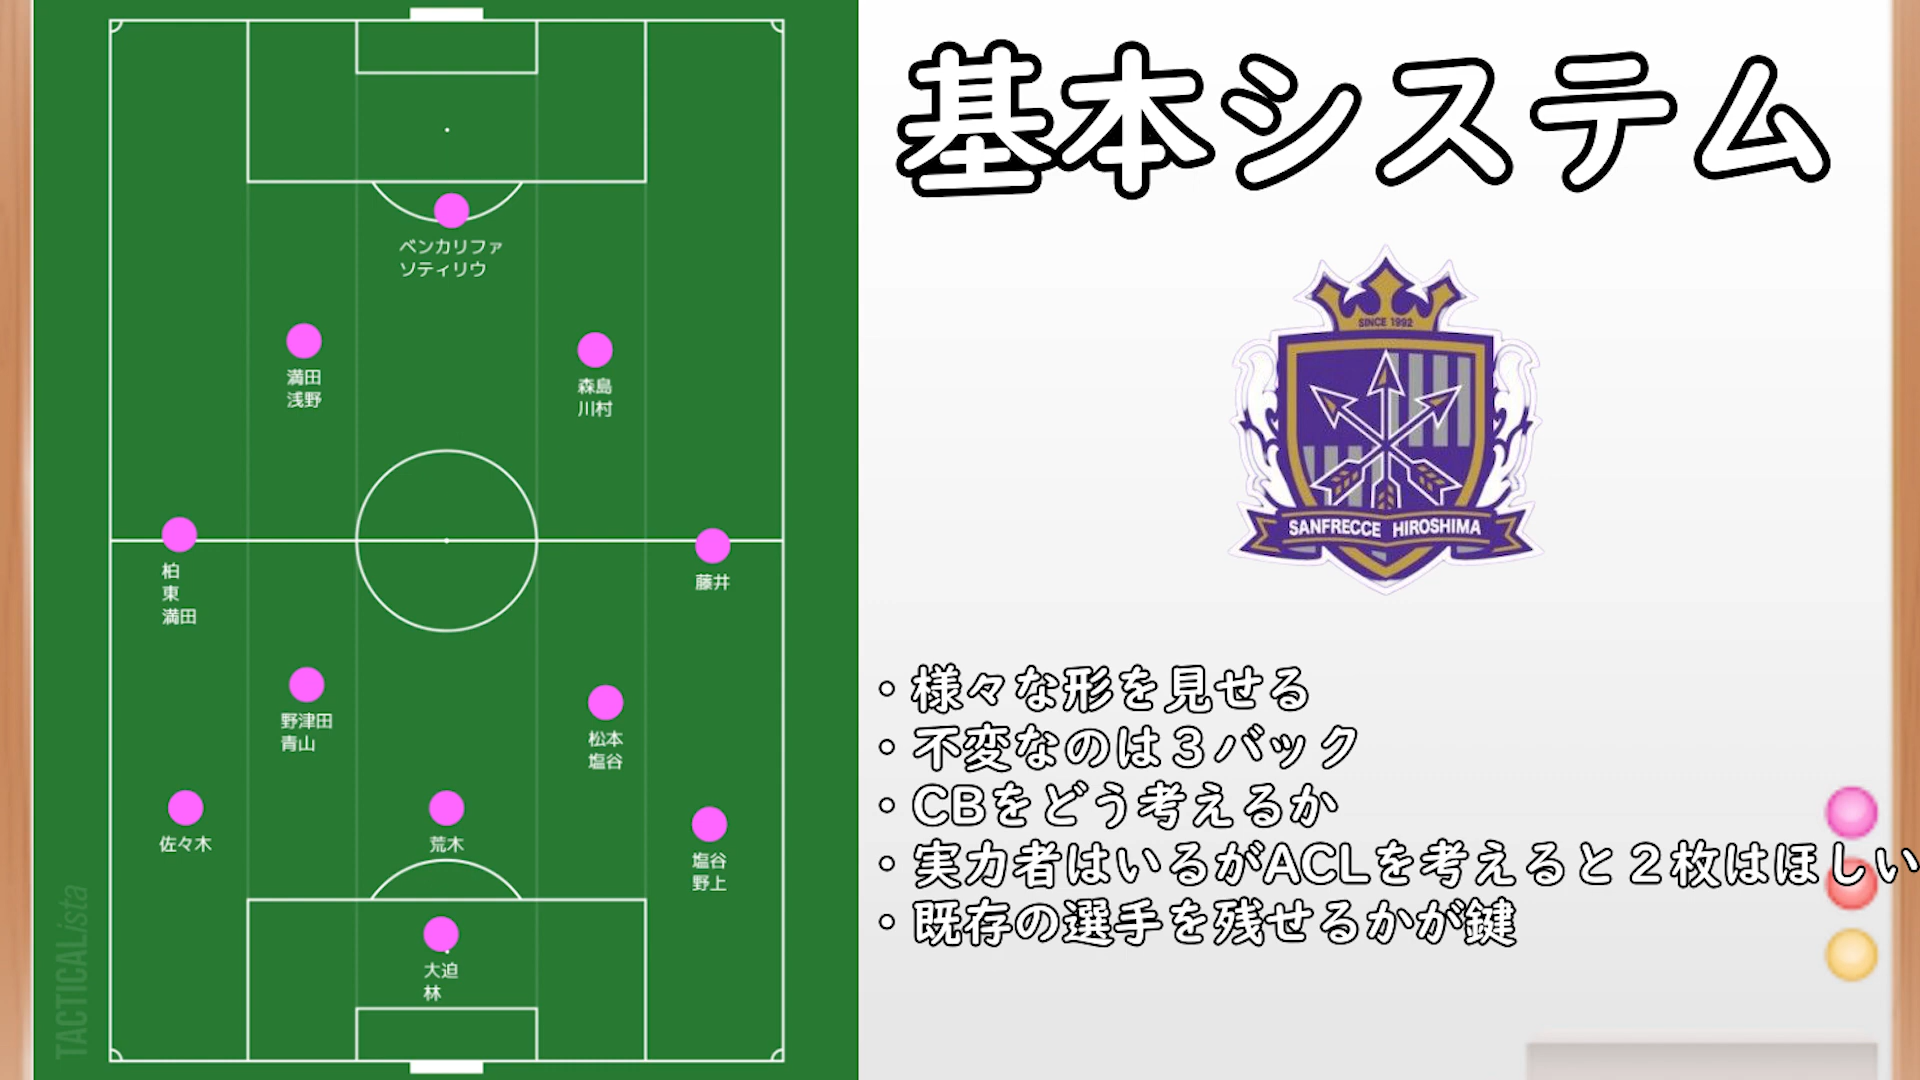 基本システム
ベンカリファ
ソティリウ
満田
浅野
森島
川村
柏
東
満田
藤井
野津田
青山
松本
塩谷
佐々木
荒木
塩谷
野上
大迫
林
TACTICALista
SINCE 1992
SANFRECCE HIROSHIMA
・様々な形を見せる
・不変なのは３バック
・CBをどう考えるか
・実力者はいるがACLを考えると２枚はほしい
・既存の選手を残せるかが鍵